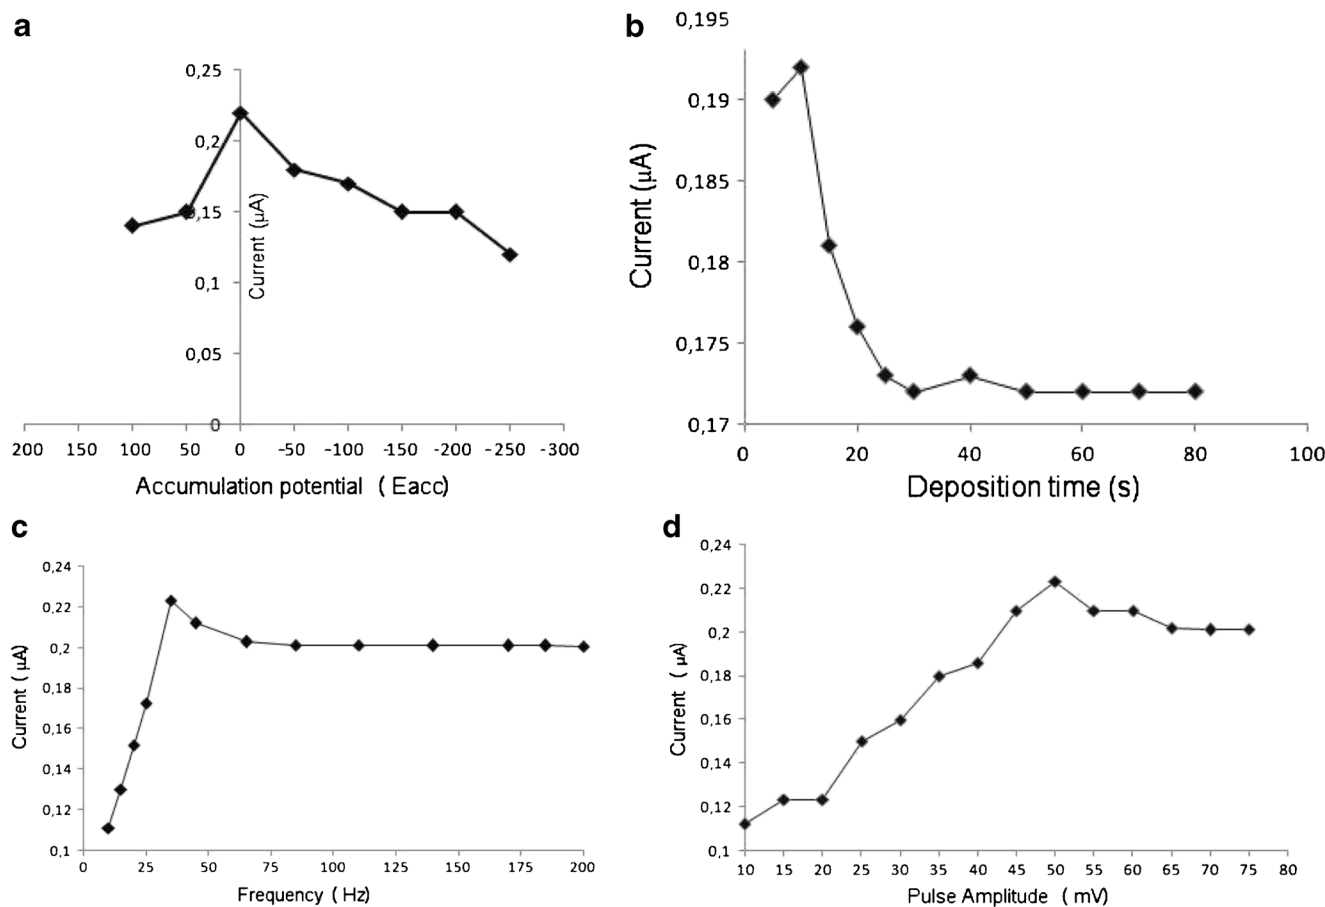 a
0,25
0,2
0,15
0,1
0,05
0
Current (µA)
200 150 100 50 0 -50 -100 -150 -200 -250 -300
Accumulation potential ( Eacc)
b
0,195
0,19
0,185
0,18
0,175
0,17
Current (µA)
0 20 40 60 80 100
Deposition time (s)
c
0,24
0,22
0,2
0,18
0,16
0,14
0,12
0,1
Current ( µA)
0 25 50 75 100 125 150 175 200
Frequency ( Hz)
d
0,24
0,22
0,2
0,18
0,16
0,14
0,12
0,1
Current ( µA)
10 15 20 25 30 35 40 45 50 55 60 65 70 75 80
Pulse Amplitude ( mV)